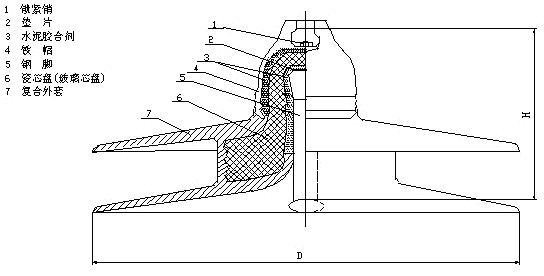 1 锁紧销
2 垫 片
3 水泥胶合剂
4 铁 帽
5 钢 脚
6 瓷芯盘(玻璃芯盘)
7 复合外套
1
2
3
4
5
6
7
H
D